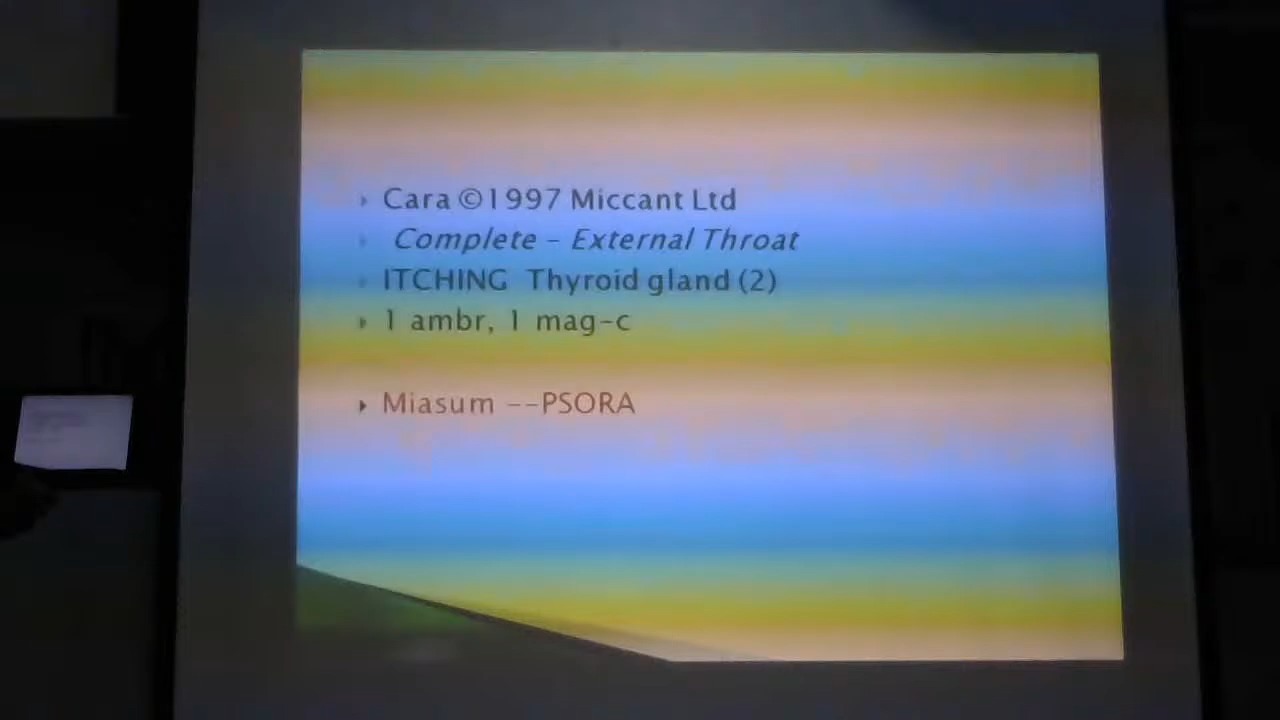 Cara ©1997 Miccant Ltd
Complete - External Throat
ITCHING Thyroid gland (2)
1 ambr, 1 mag-c
Miasum --PSORA